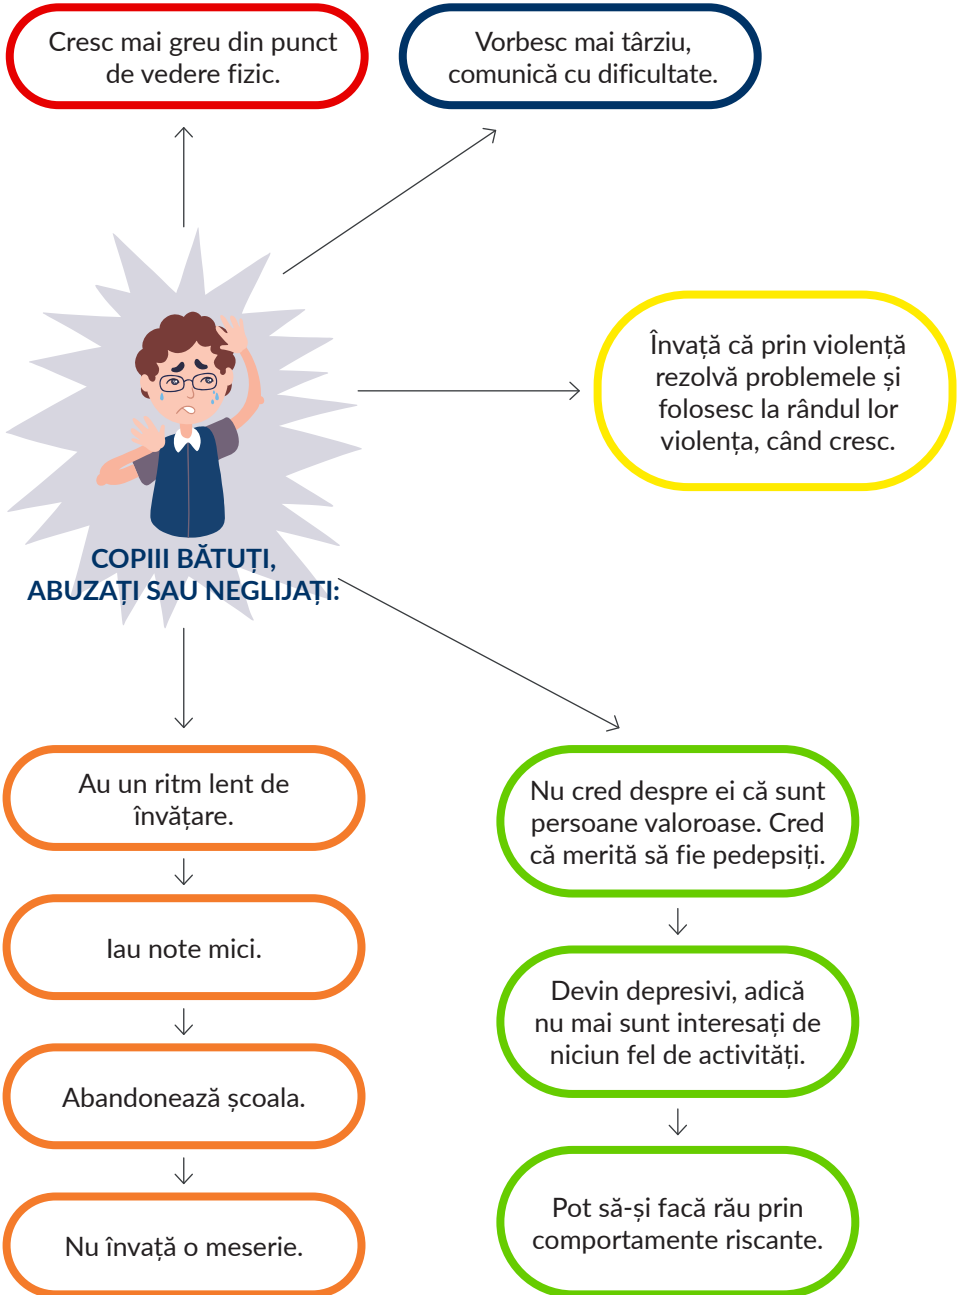 Cresc mai greu din punct
de vedere fizic.
Vorbesc mai târziu,
comunică cu dificultate.
Învață că prin violență
rezolvă problemele și
folosesc la rândul lor
violența, când cresc.
COPIII BĂTUȚI,
ABUZAȚI SAU NEGLIJAȚI:
Au un ritm lent de
învățare.
Iau note mici.
Abandonează școala.
Nu învață o meserie.
Nu cred despre ei că sunt
persoane valoroase. Cred
că merită să fie pedepsiți.
Devin depresivi, adică
nu mai sunt interesați de
niciun fel de activități.
Pot să-și facă rău prin
comportamente riscante.